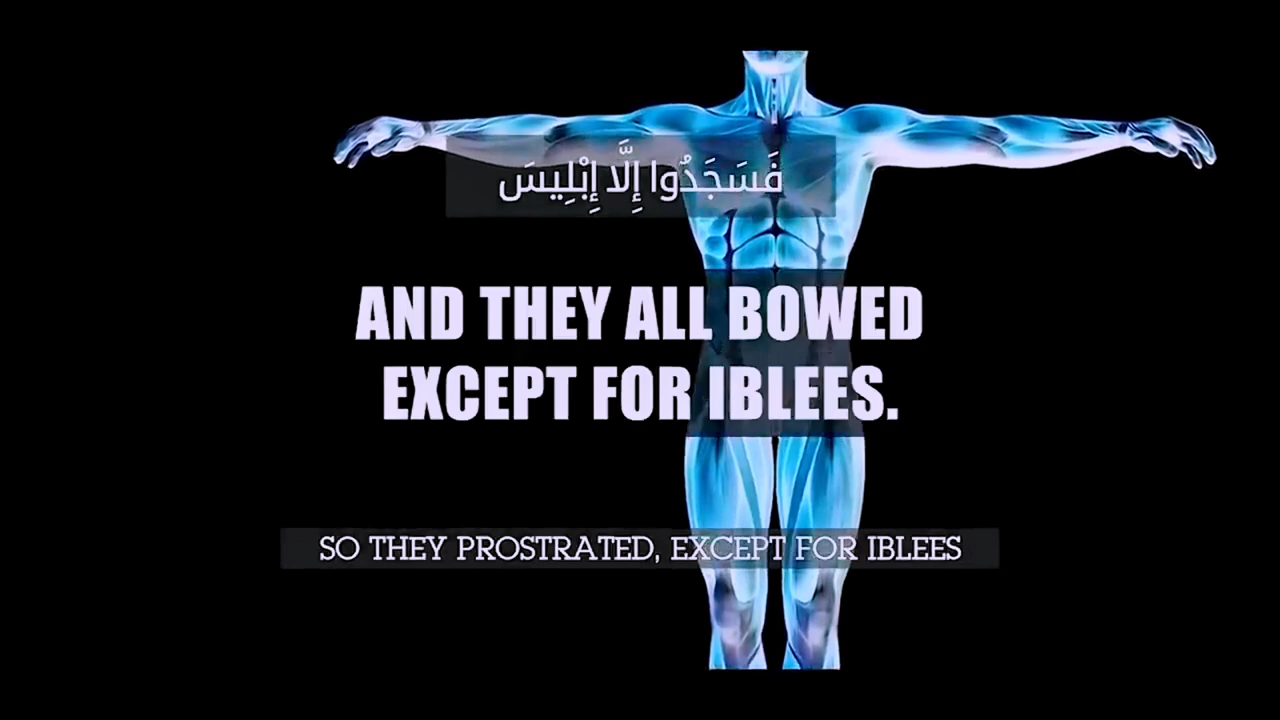 فَسَجَدُوا إِلَّا إِبْلِيسَ
AND THEY ALL BOWED
EXCEPT FOR IBLEES.
SO THEY PROSTRATED, EXCEPT FOR IBLEES